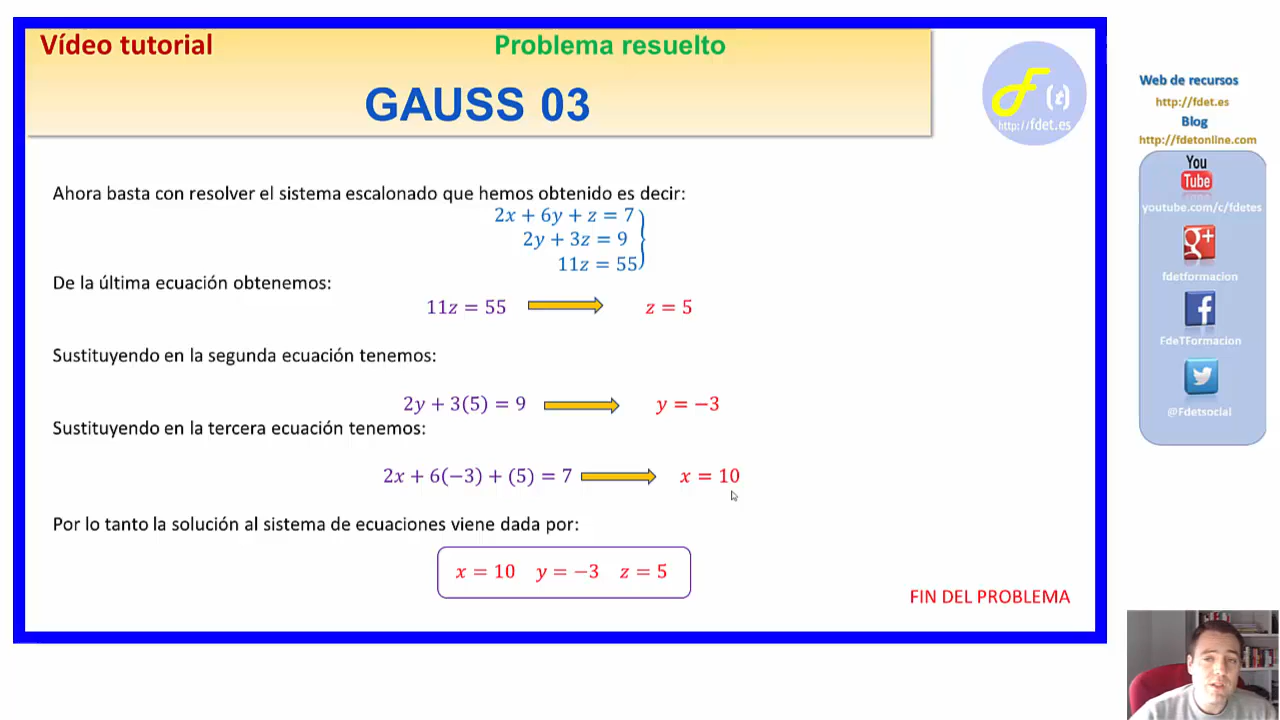 Vídeo tutorial
Problema resuelto
GAUSS 03
F(t)
http://fdet.es
Ahora basta con resolver el sistema escalonado que hemos obtenido es decir:
2x + 6y + z = 7
2y + 3z = 9
11z = 55
De la última ecuación obtenemos:
11z = 55 z = 5
Sustituyendo en la segunda ecuación tenemos:
2y + 3(5) = 9 y = −3
Sustituyendo en la tercera ecuación tenemos:
2x + 6(−3) + (5) = 7 x = 10
Por lo tanto la solución al sistema de ecuaciones viene dada por:
x = 10 y = −3 z = 5
FIN DEL PROBLEMA
Web de recursos
http://fdet.es
Blog
http://fdetonline.com
You
Tube
youtube.com/c/fdetes
g+
fdetformacion
f
FdeTFormacion
@Fdetsocial